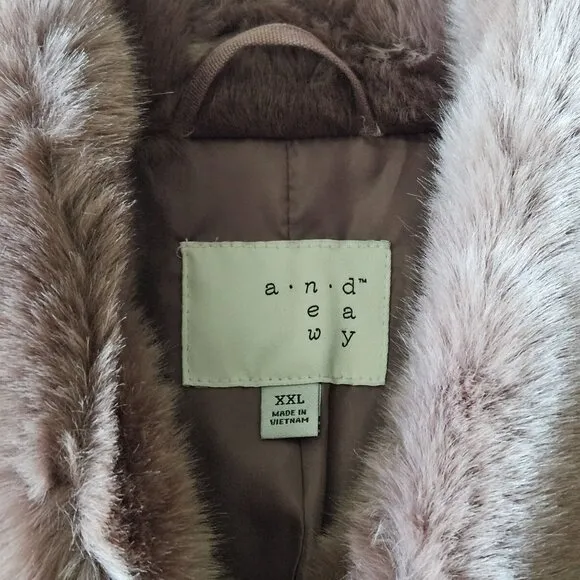 a · n · d™
e a
w y
XXL
MADE IN
VIETNAM